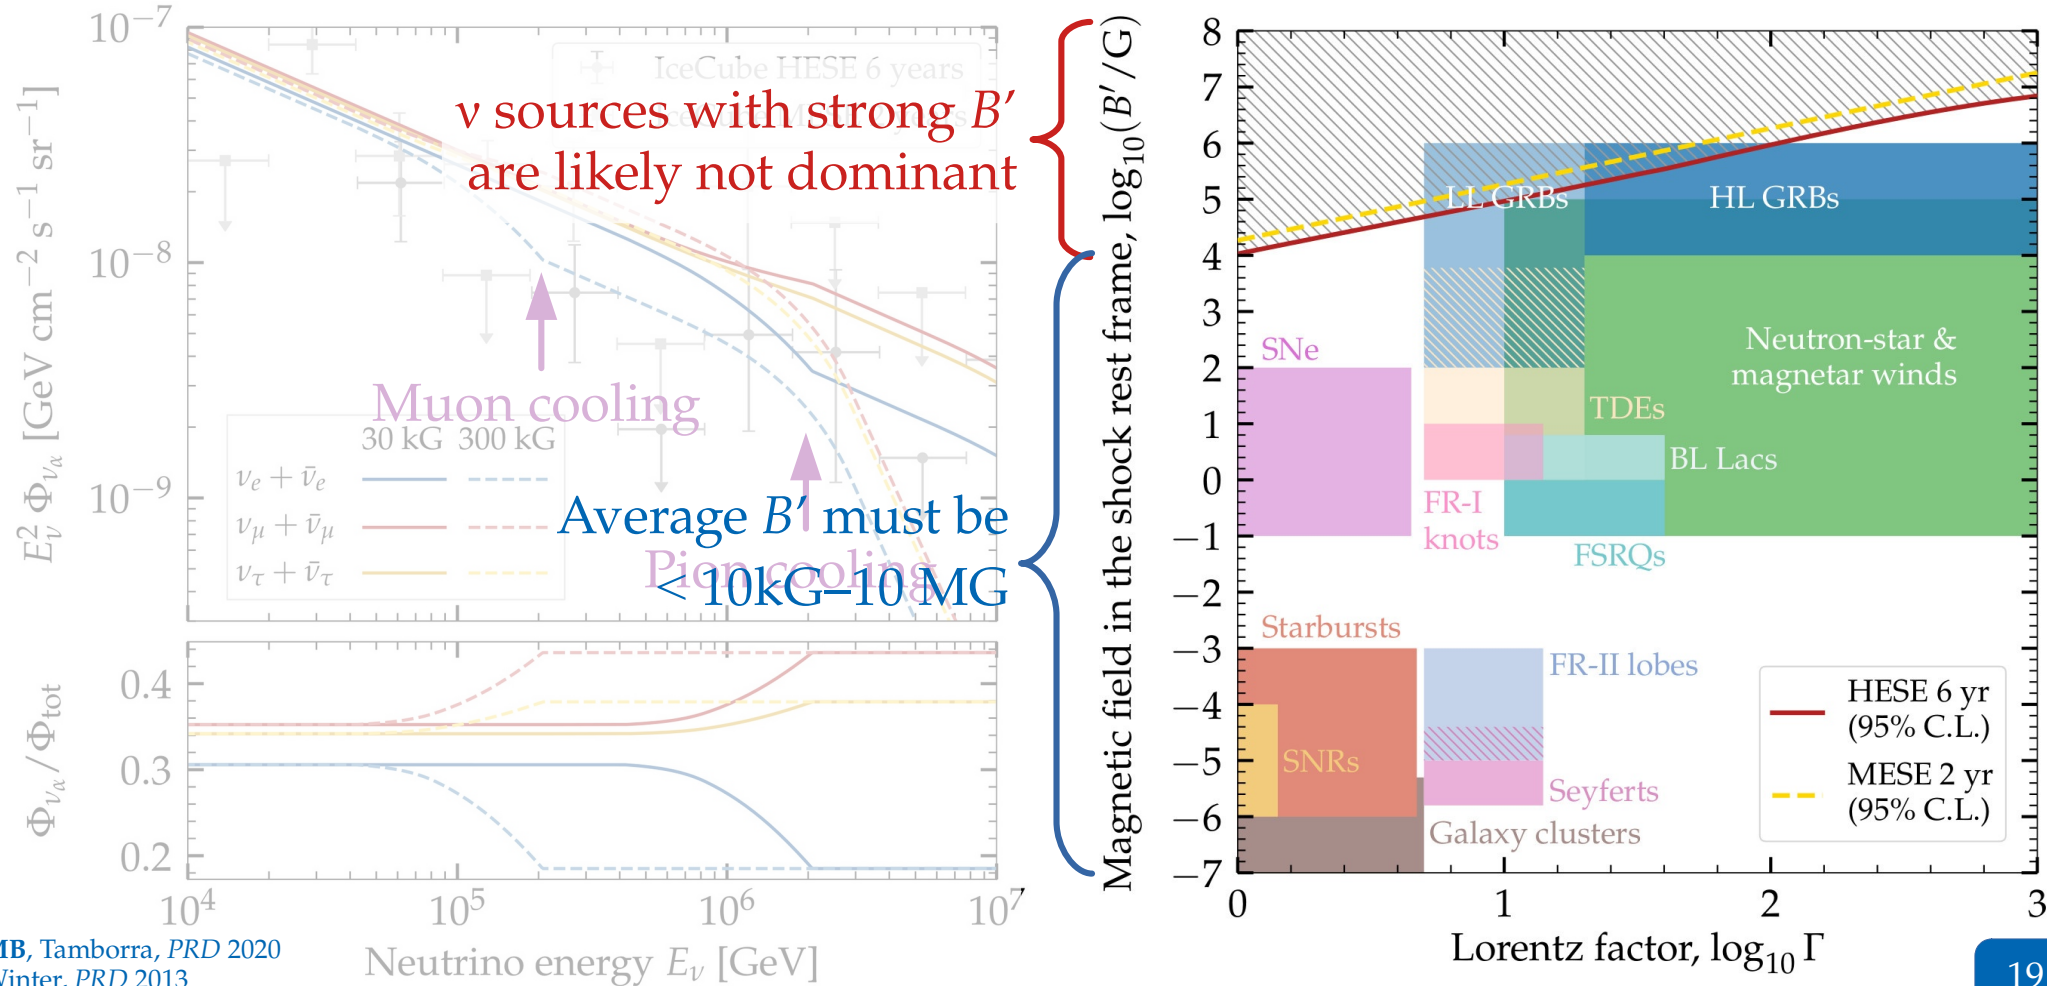 10⁻⁷
10⁻⁸
10⁻⁹
E²ν Φνα [GeV cm⁻² s⁻¹ sr⁻¹]
IceCube HESE 6 years
ν sources with strong B′
are likely not dominant
Muon cooling
30 kG 300 kG
νe + ν̄e
νμ + ν̄μ
ντ + ν̄τ
Average B′ must be
Pion cooling
< 10kG–10 MG
0.4
0.3
0.2
Φνα/Φtot
10⁴ 10⁵ 10⁶ 10⁷
Neutrino energy Eν [GeV]
MB, Tamborra, PRD 2020
Winter, PRD 2013
Magnetic field in the shock rest frame, log₁₀(B′/G)
8
7
6
5
4
3
2
1
0
−1
−2
−3
−4
−5
−6
−7
LL GRBs
HL GRBs
Neutron-star &
magnetar winds
SNe
TDEs
BL Lacs
FR-I
knots
FSRQs
Starbursts
FR-II lobes
SNRs
Seyferts
Galaxy clusters
HESE 6 yr
(95% C.L.)
MESE 2 yr
(95% C.L.)
0 1 2 3
Lorentz factor, log₁₀ Γ
19